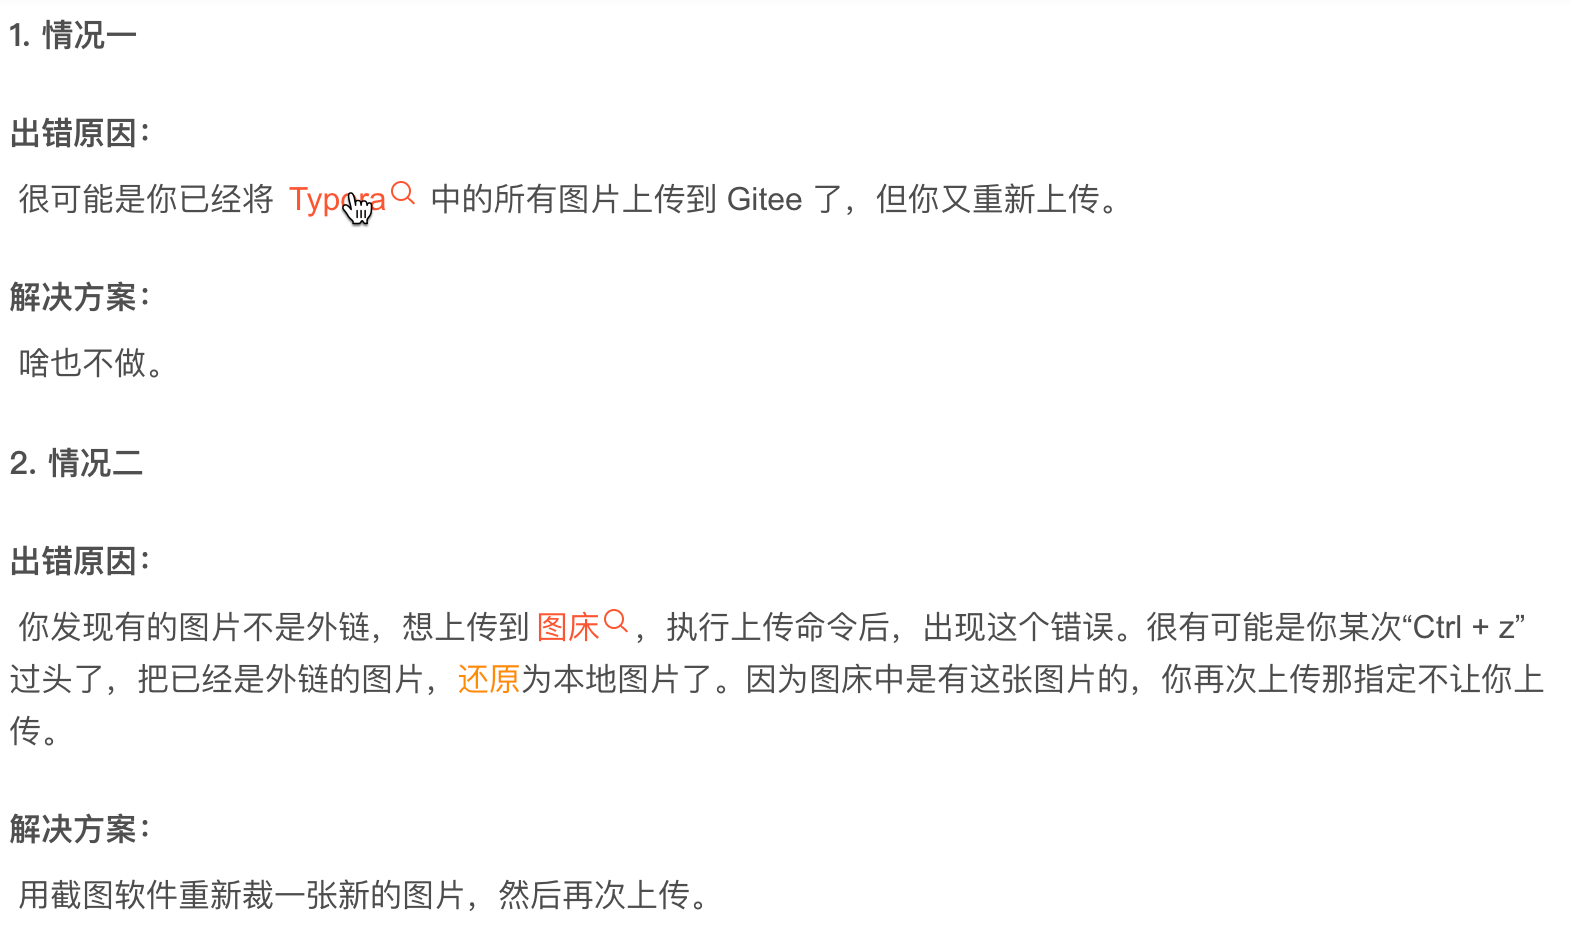 1. 情况一
出错原因：
很可能是你已经将 Typora 中的所有图片上传到 Gitee 了，但你又重新上传。
解决方案：
啥也不做。
2. 情况二
出错原因：
你发现有的图片不是外链，想上传到 图床 ，执行上传命令后，出现这个错误。很有可能是你某次“Ctrl + z”
过头了，把已经是外链的图片，还原为本地图片了。因为图床中是有这张图片的，你再次上传那指定不让你上
传。
解决方案：
用截图软件重新裁一张新的图片，然后再次上传。